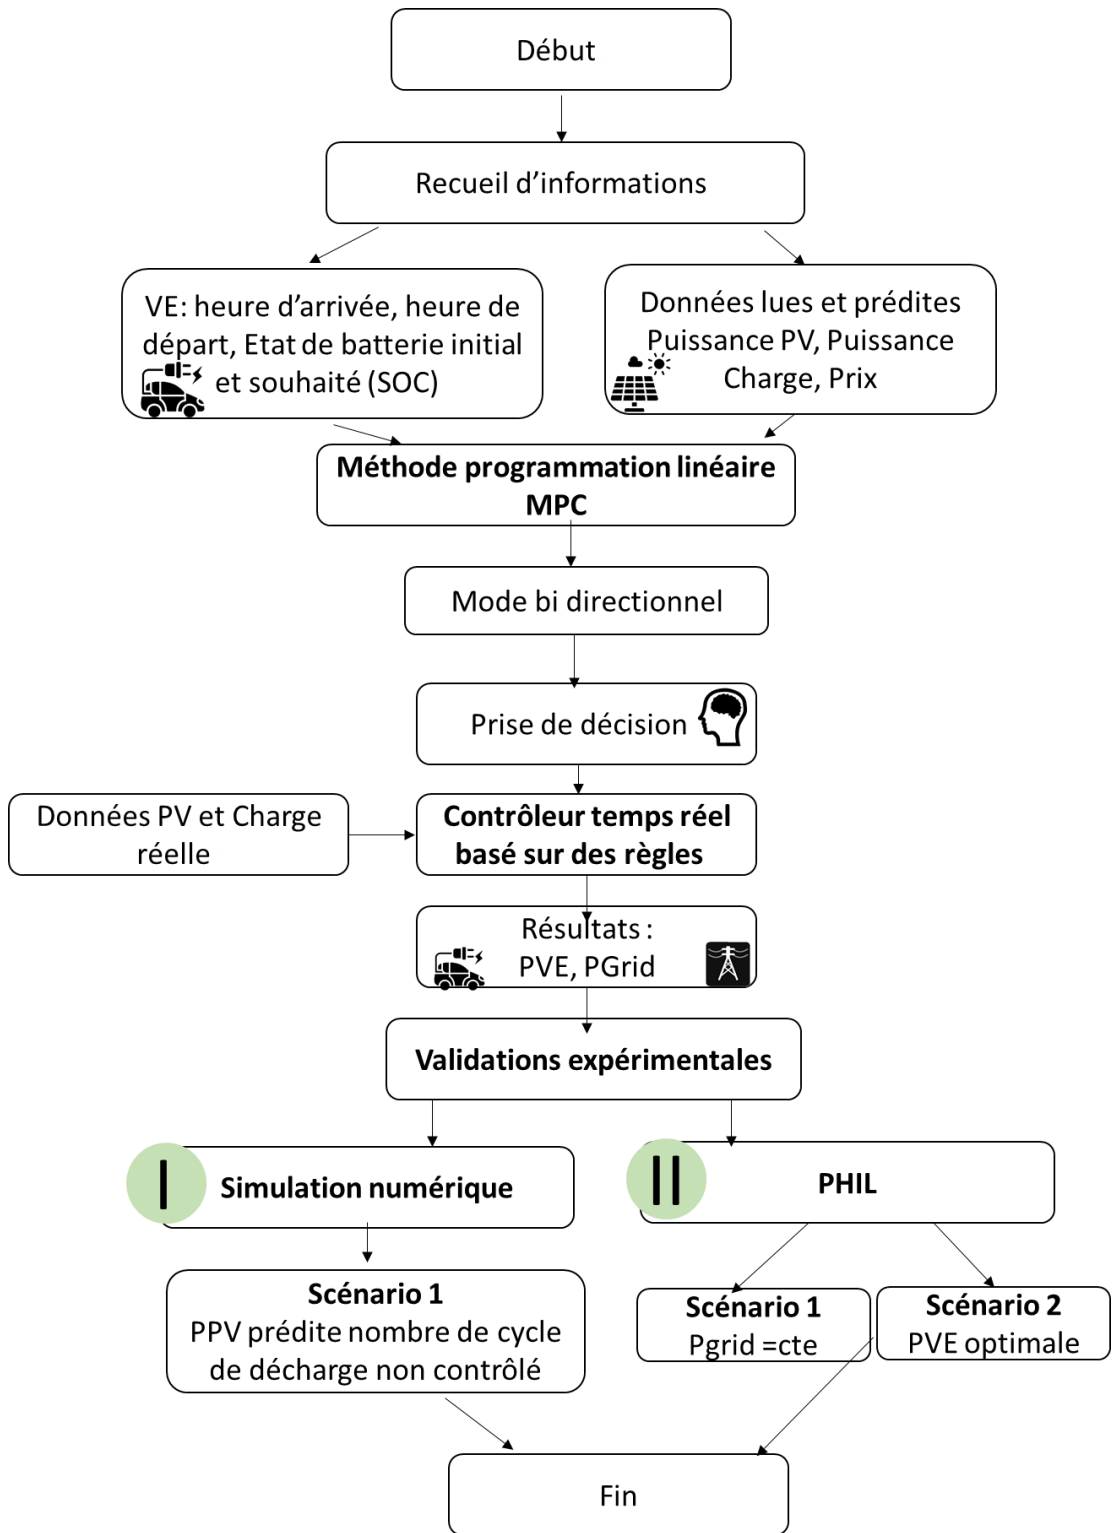 Début
Recueil d’informations
VE: heure d’arrivée, heure de
départ, Etat de batterie initial
et souhaité (SOC)
Données lues et prédites
Puissance PV, Puissance
Charge, Prix
Méthode programmation linéaire
MPC
Mode bi directionnel
Prise de décision
Données PV et Charge
réelle
Contrôleur temps réel
basé sur des règles
Résultats :
PVE, PGrid
Validations expérimentales
I
Simulation numérique
II
PHIL
Scénario 1
PPV prédite nombre de cycle
de décharge non contrôlé
Scénario 1
Pgrid =cte
Scénario 2
PVE optimale
Fin